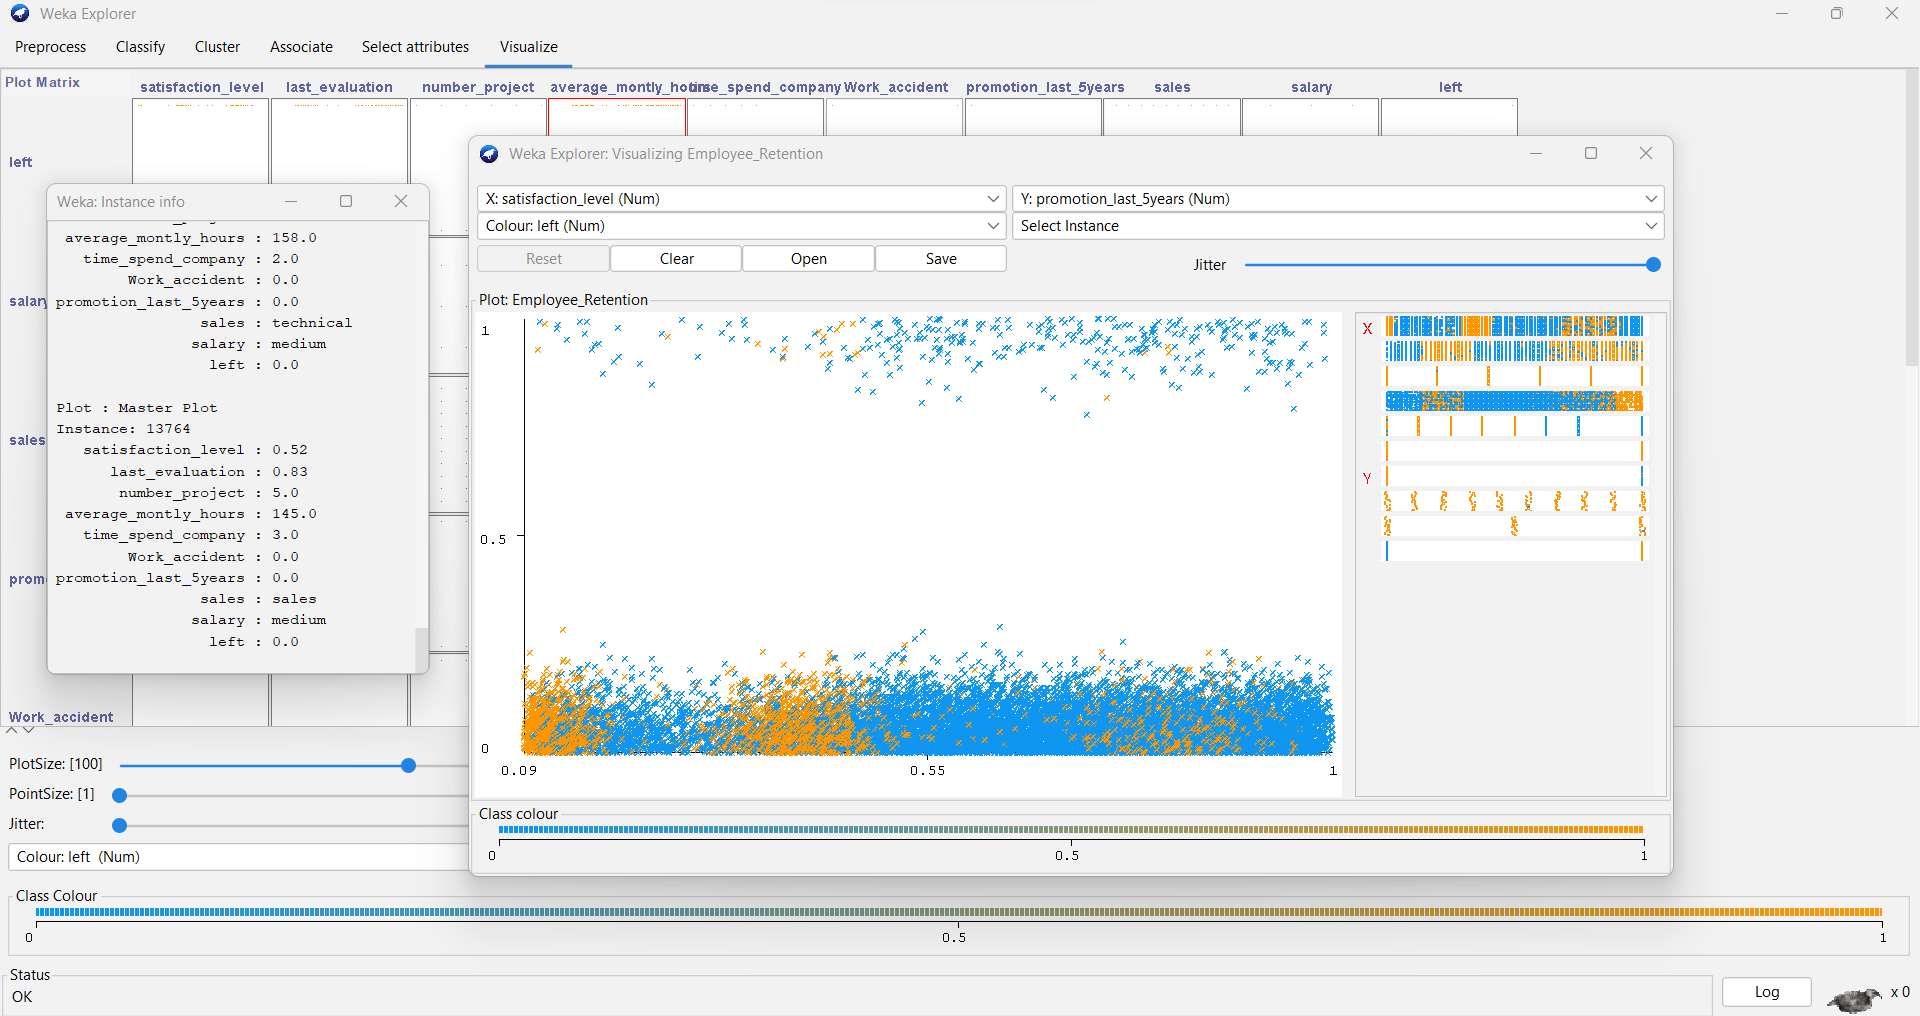 Weka Explorer
Preprocess Classify Cluster Associate Select attributes Visualize
Plot Matrix
satisfaction_level last_evaluation number_project average_montly_hours time_spend_company Work_accident promotion_last_5years sales salary left
left
salary
sales
prom
Work_accident
Weka: Instance info
average_montly_hours : 158.0
time_spend_company : 2.0
Work_accident : 0.0
promotion_last_5years : 0.0
sales : technical
salary : medium
left : 0.0
Plot : Master Plot
Instance: 13764
satisfaction_level : 0.52
last_evaluation : 0.83
number_project : 5.0
average_montly_hours : 145.0
time_spend_company : 3.0
Work_accident : 0.0
promotion_last_5years : 0.0
sales : sales
salary : medium
left : 0.0
Weka Explorer: Visualizing Employee_Retention
X: satisfaction_level (Num) Y: promotion_last_5years (Num)
Colour: left (Num) Select Instance
Reset Clear Open Save Jitter
Plot: Employee_Retention
1
0.5
0
0.09 0.55 1
X
Y
Class colour
0 0.5 1
PlotSize: [100]
PointSize: [1]
Jitter:
Colour: left (Num)
Class Colour
0 0.5 1
Status
OK
Log x 0